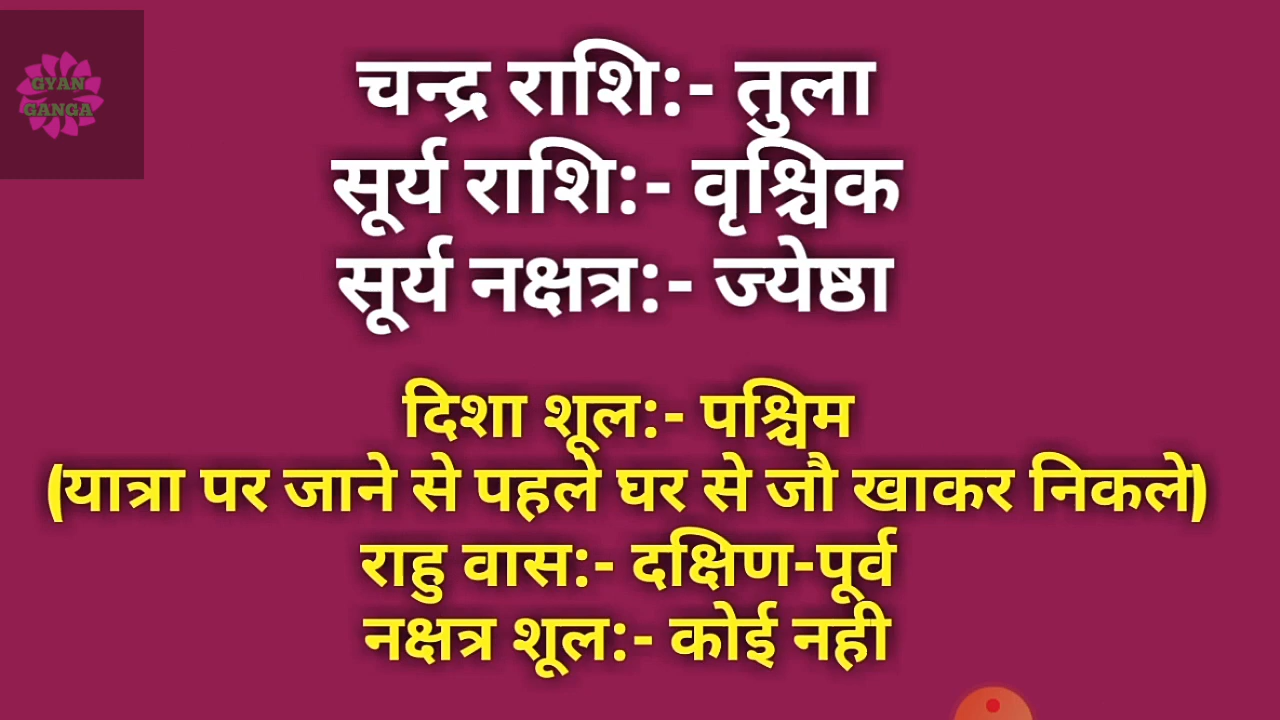 GYAN
GANGA
चन्द्र राशि:- तुला
सूर्य राशि:- वृश्चिक
सूर्य नक्षत्र:- ज्येष्ठा
दिशा शूल:- पश्चिम
(यात्रा पर जाने से पहले घर से जौ खाकर निकले)
राहु वास:- दक्षिण-पूर्व
नक्षत्र शूल:- कोई नही